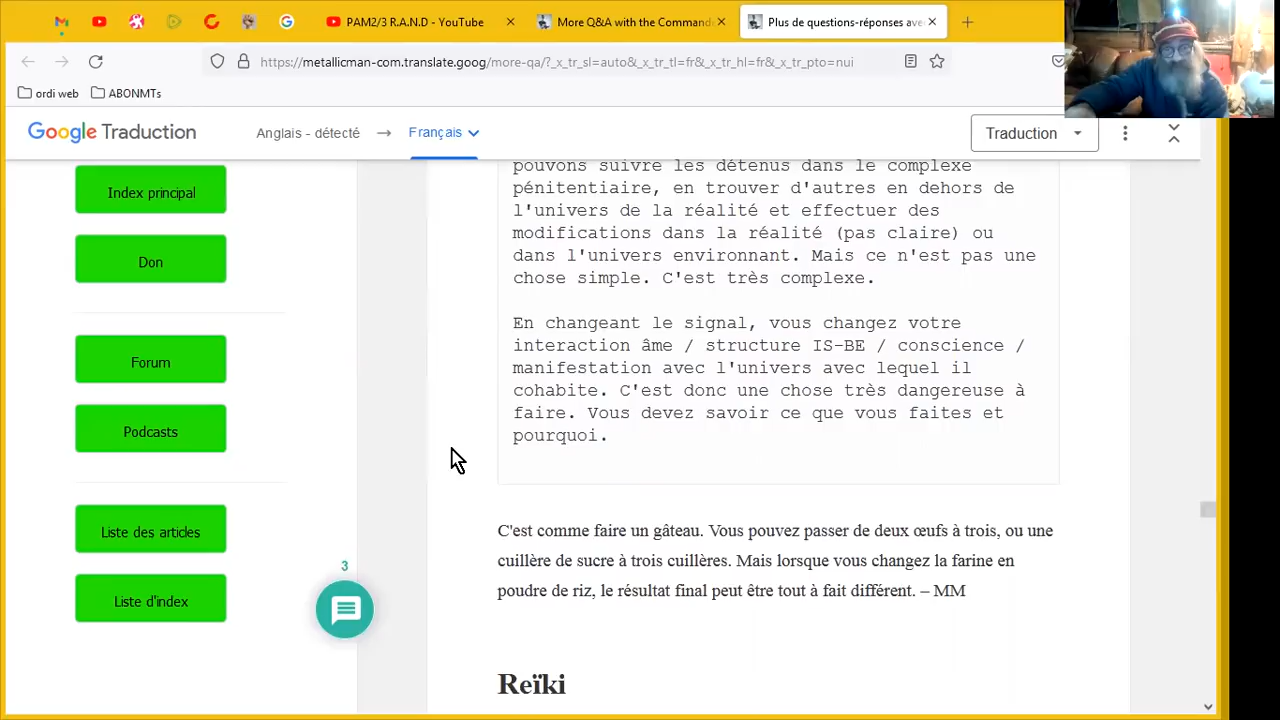 PAM2/3 R.A.N.D - YouTube
More Q&A with the Command
Plus de questions-réponses ave
https://metallicman-com.translate.goog/more-qa/?_x_tr_sl=auto&_x_tr_tl=fr&_x_tr_hl=fr&_x_tr_pto=nui
ordi web
ABONMTs
Google Traduction
Anglais - détecté
Français
Traduction
Index principal
Don
Forum
Podcasts
Liste des articles
Liste d'index
3
pouvons suivre les détenus dans le complexe
pénitentiaire, en trouver d'autres en dehors de
l'univers de la réalité et effectuer des
modifications dans la réalité (pas claire) ou
dans l'univers environnant. Mais ce n'est pas une
chose simple. C'est très complexe.
En changeant le signal, vous changez votre
interaction âme / structure IS-BE / conscience /
manifestation avec l'univers avec lequel il
cohabite. C'est donc une chose très dangereuse à
faire. Vous devez savoir ce que vous faites et
pourquoi.
C'est comme faire un gâteau. Vous pouvez passer de deux œufs à trois, ou une
cuillère de sucre à trois cuillères. Mais lorsque vous changez la farine en
poudre de riz, le résultat final peut être tout à fait différent. – MM
Reïki